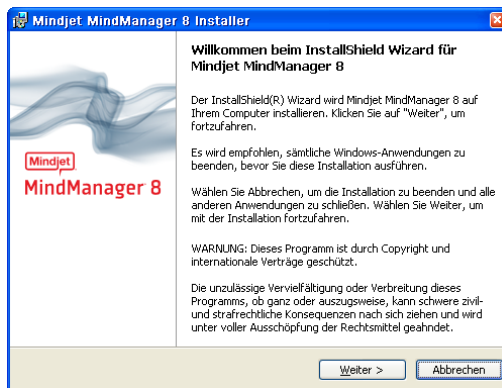 Mindjet MindManager 8 Installer
Willkommen beim InstallShield Wizard für
Mindjet MindManager 8
Der InstallShield(R) Wizard wird Mindjet MindManager 8 auf
Ihrem Computer installieren. Klicken Sie auf "Weiter", um
fortzufahren.
Es wird empfohlen, sämtliche Windows-Anwendungen zu
beenden, bevor Sie diese Installation ausführen.
Mindjet
MindManager 8
Wählen Sie Abbrechen, um die Installation zu beenden und alle
anderen Anwendungen zu schließen. Wählen Sie Weiter, um
mit der Installation fortzufahren.
WARNUNG: Dieses Programm ist durch Copyright und
internationale Verträge geschützt.
Die unzulässige Vervielfältigung oder Verbreitung dieses
Programms, ob ganz oder auszugsweise, kann schwere zivil-
und strafrechtliche Konsequenzen nach sich ziehen und wird
unter voller Ausschöpfung der Rechtsmittel geahndet.
Weiter >
Abbrechen